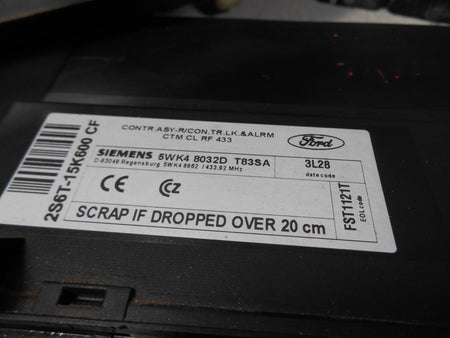 CONTR.ASY-R/CON.TR.LK.&ALRM
CTM CL RF 433
Ford
SIEMENS 5WK4 8032D T83SA
D-93049 Regensburg 5WK4 8662 / 433,92 MHz
3L28
date code
CE
CZ
SCRAP IF DROPPED OVER 20 cm
FST1121T
EOL code
2S6T-15K600 CF